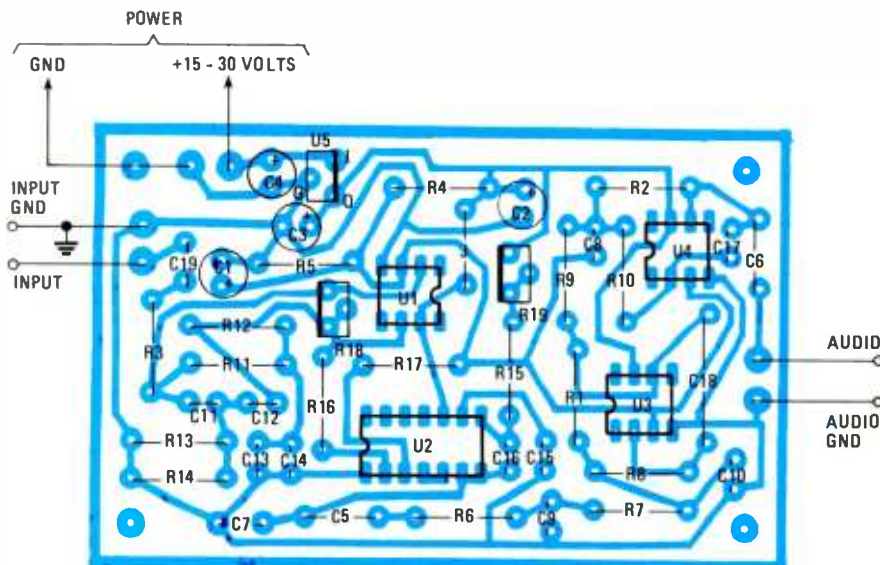 POWER
GND +15 - 30 VOLTS
U5
I
C4
G
O
R4
R2
INPUT
GND
C3
C2
C8
U4
C17
C19
C1
R5
J
R9
R10
C6
INPUT
U1
R19
R3
R12
R18
AUDIO
R11
R17
R15
R1
C18
R16
C11
C12
U3
AUDIO
GND
R13
U2
C13
C14
C16
C15
R8
C10
R14
C7
C5
R6
C9
R7